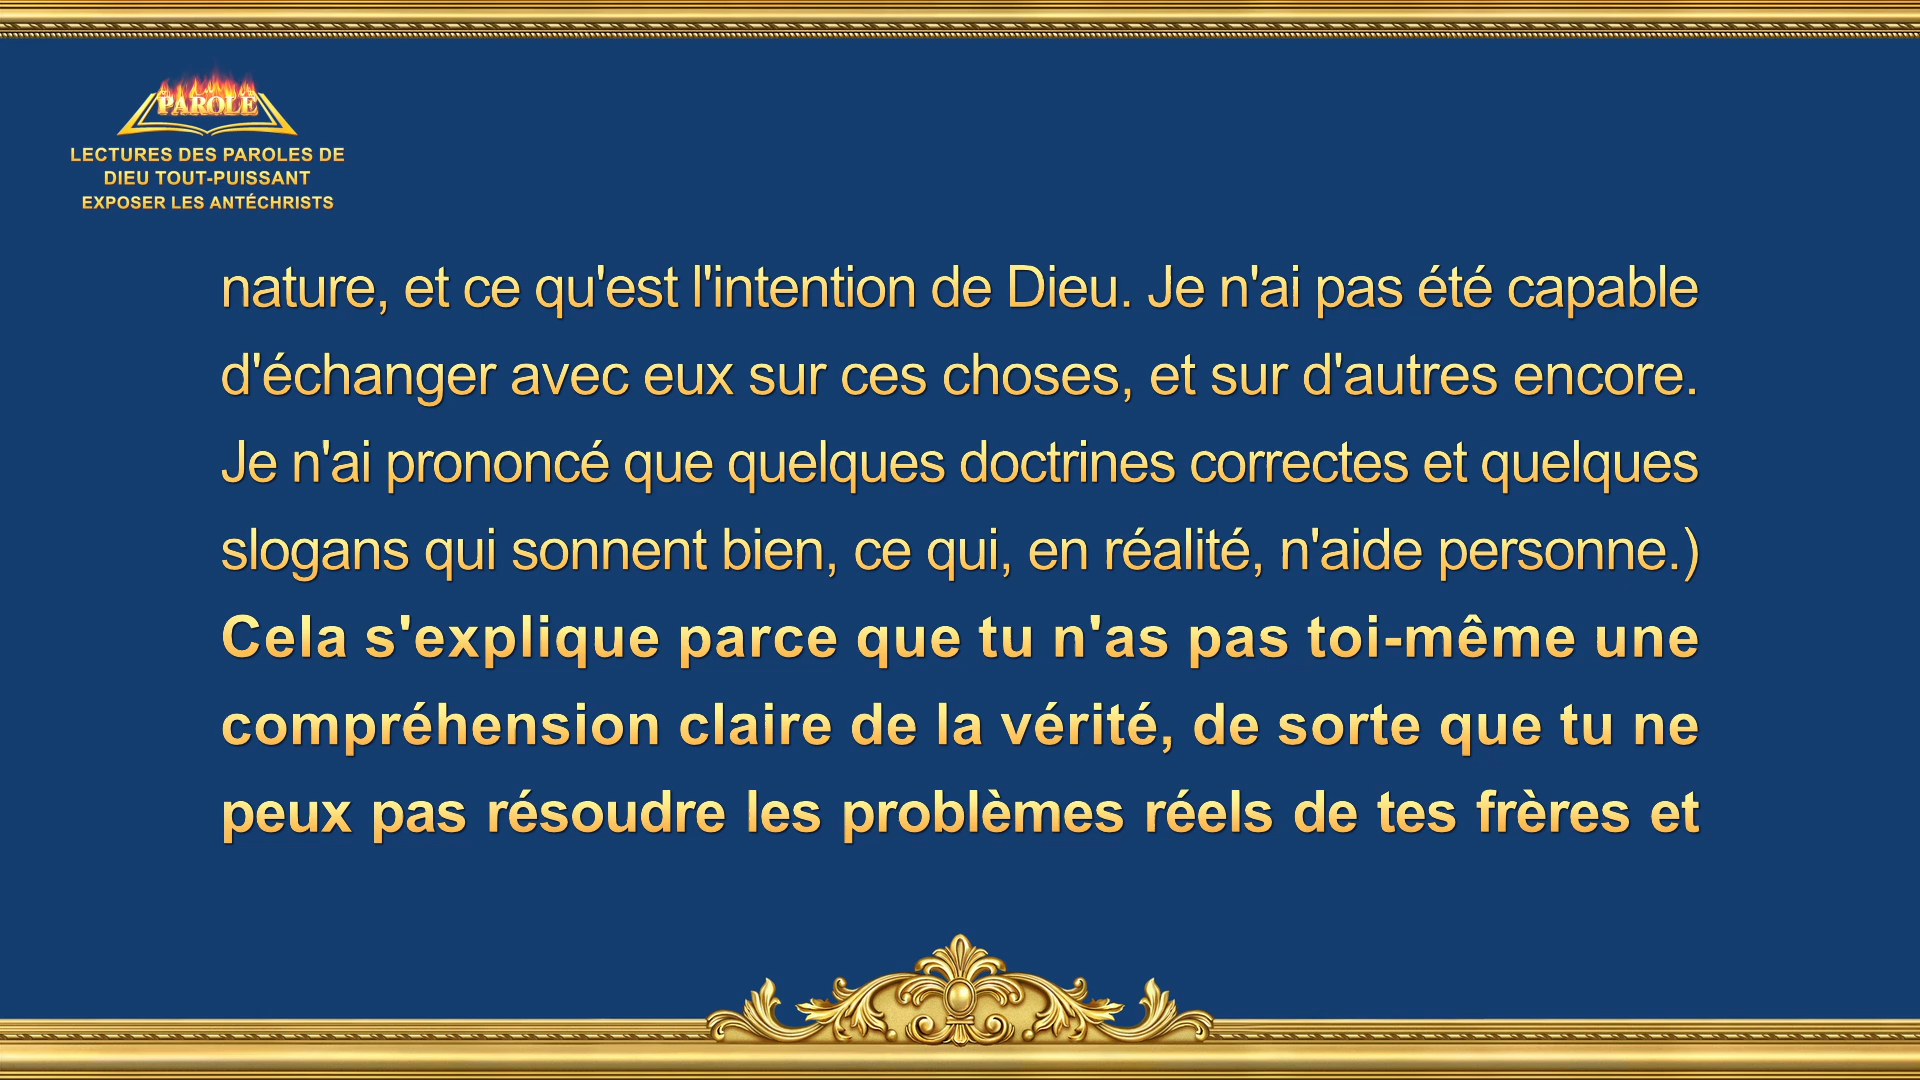 PAROLE
LECTURES DES PAROLES DE
DIEU TOUT-PUISSANT
EXPOSER LES ANTÉCHRISTS
nature, et ce qu'est l'intention de Dieu. Je n'ai pas été capable
d'échanger avec eux sur ces choses, et sur d'autres encore.
Je n'ai prononcé que quelques doctrines correctes et quelques
slogans qui sonnent bien, ce qui, en réalité, n'aide personne.)
Cela s'explique parce que tu n'as pas toi-même une
compréhension claire de la vérité, de sorte que tu ne
peux pas résoudre les problèmes réels de tes frères et